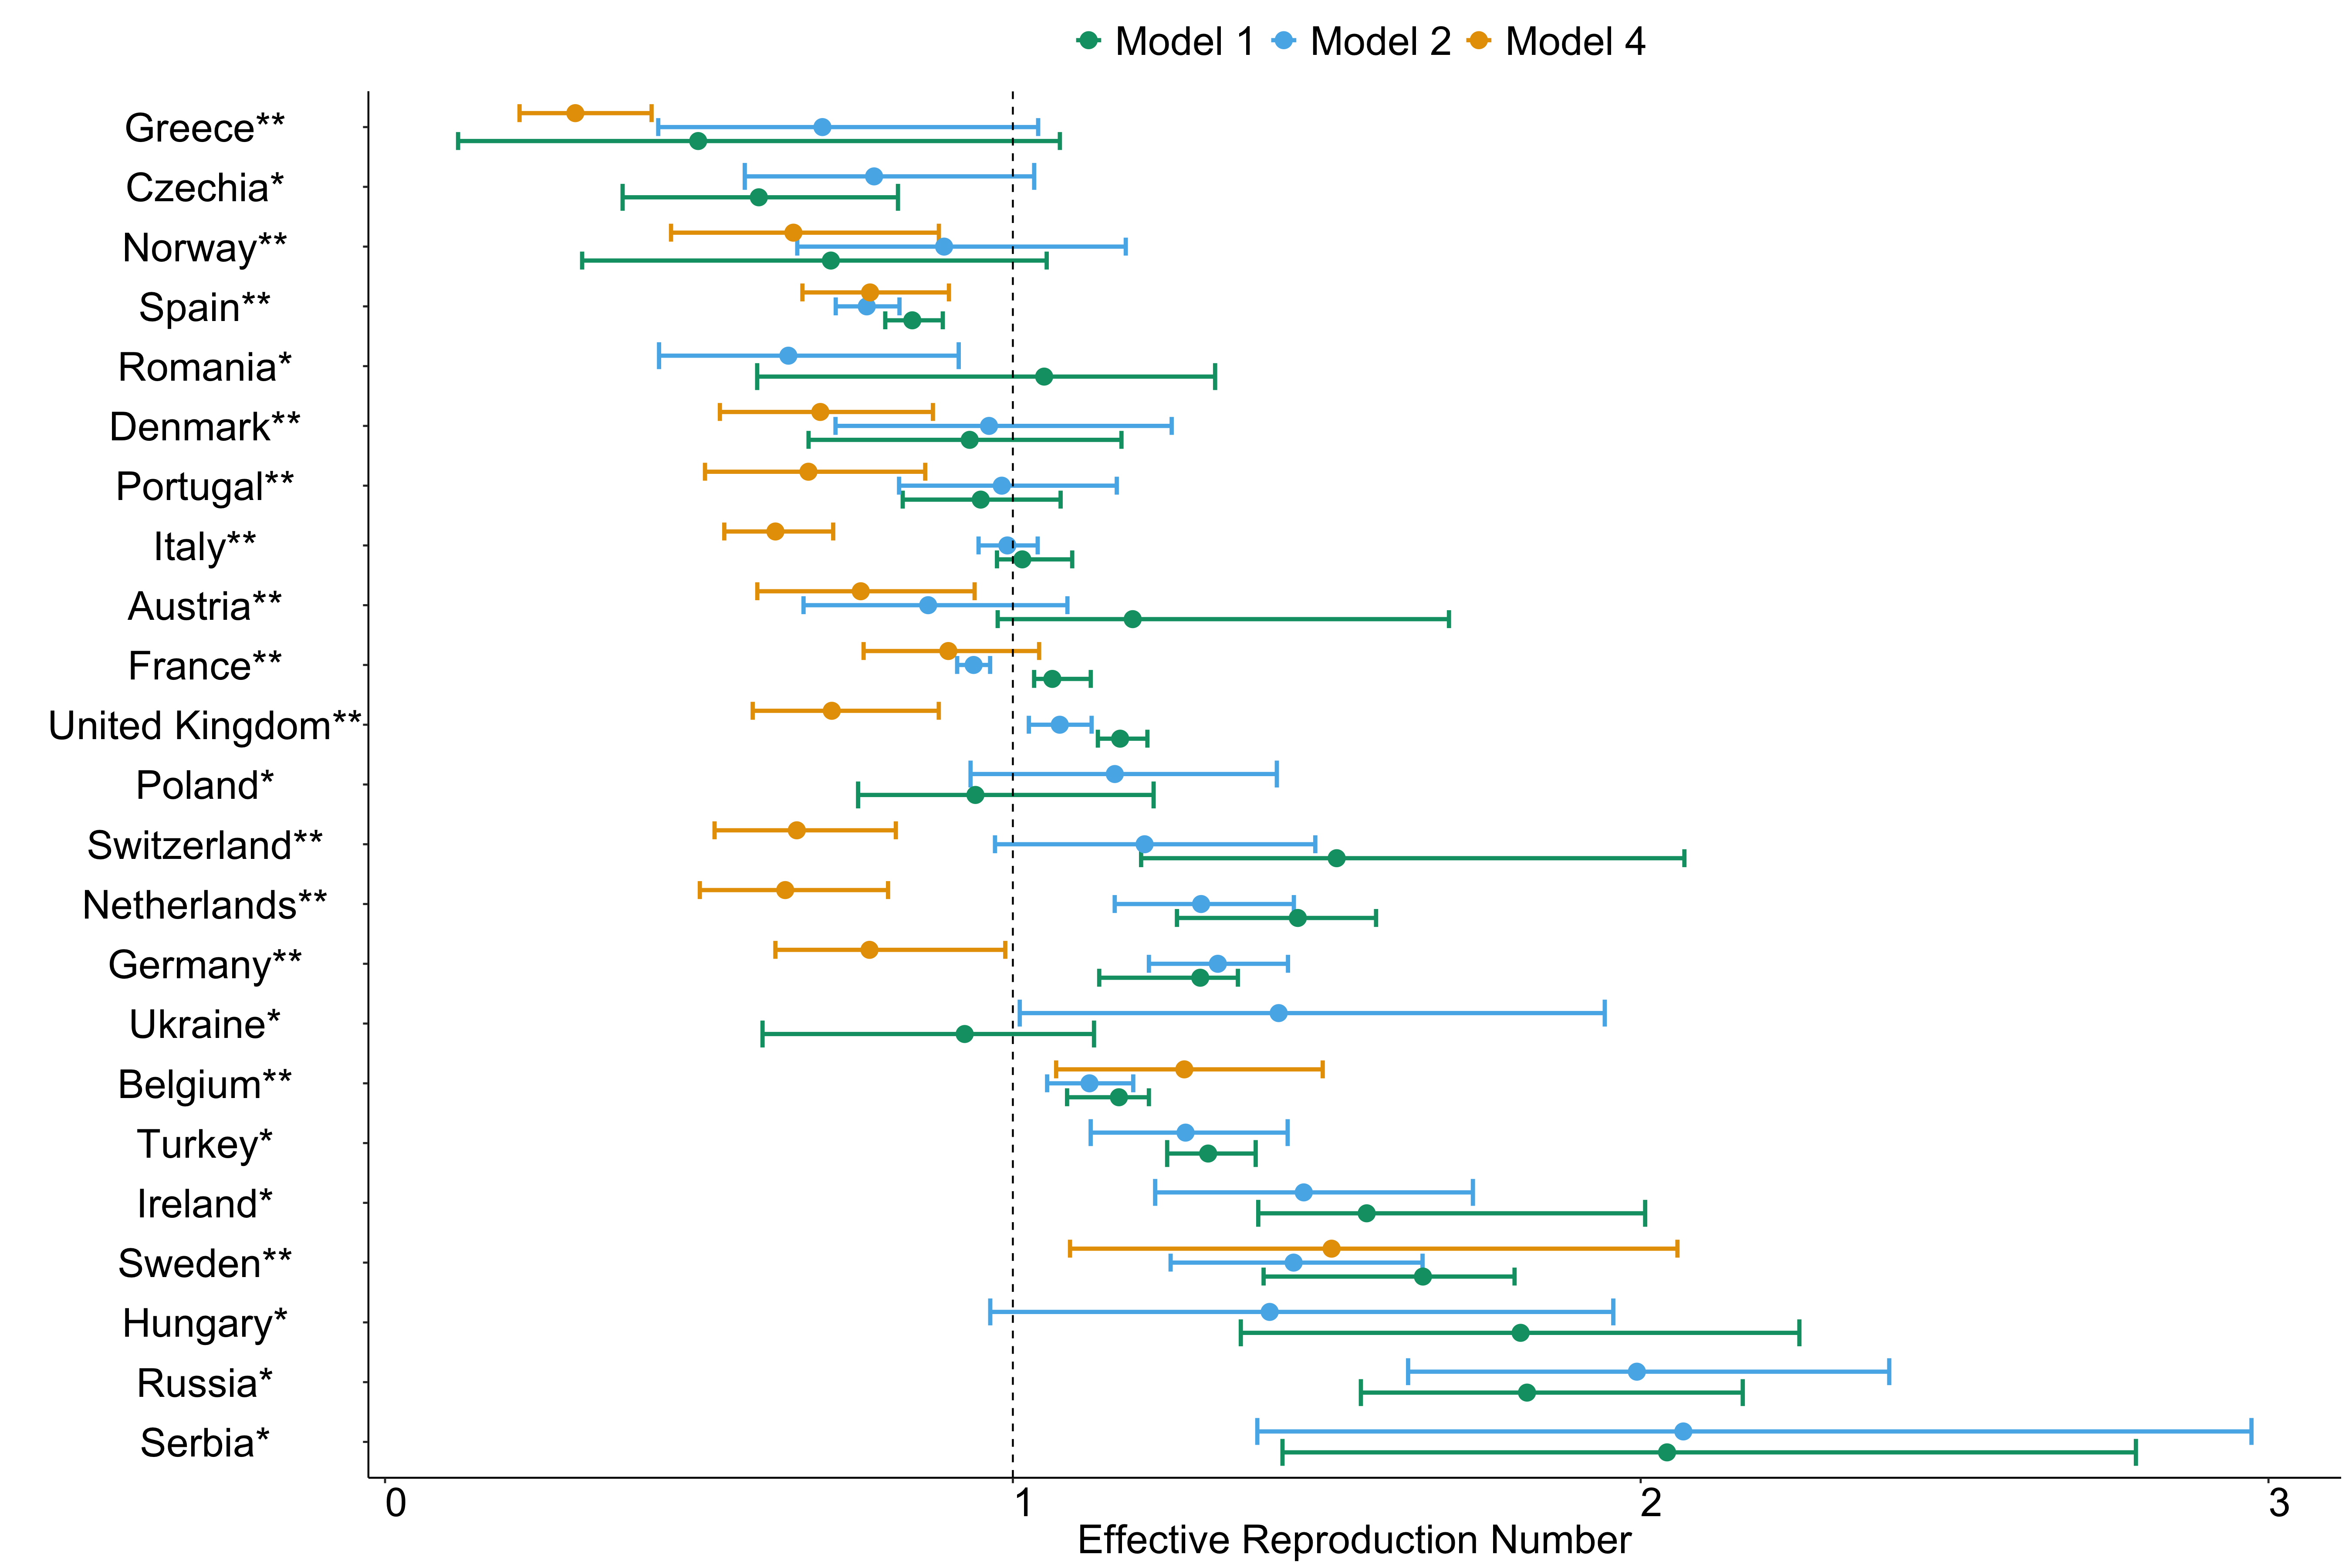 Model 1 Model 2 Model 4
Greece**
Czechia*
Norway**
Spain**
Romania*
Denmark**
Portugal**
Italy**
Austria**
France**
United Kingdom**
Poland*
Switzerland**
Netherlands**
Germany**
Ukraine*
Belgium**
Turkey*
Ireland*
Sweden**
Hungary*
Russia*
Serbia*
0 1 2 3
Effective Reproduction Number